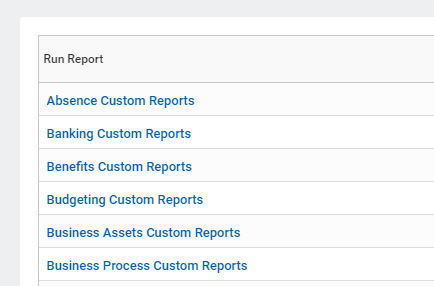 Run Report
Absence Custom Reports
Banking Custom Reports
Benefits Custom Reports
Budgeting Custom Reports
Business Assets Custom Reports
Business Process Custom Reports